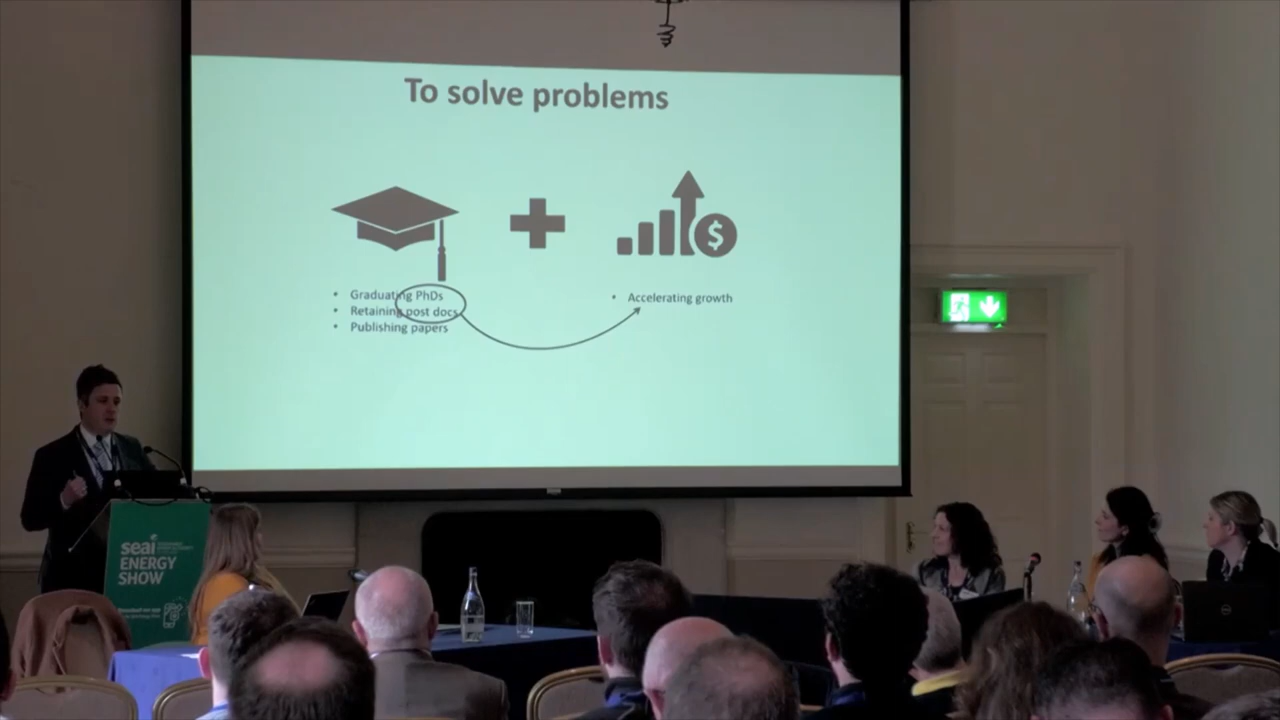 To solve problems
$
• Graduating PhDs
• Retaining post docs
• Publishing papers
• Accelerating growth
seai
ENERGY
SHOW